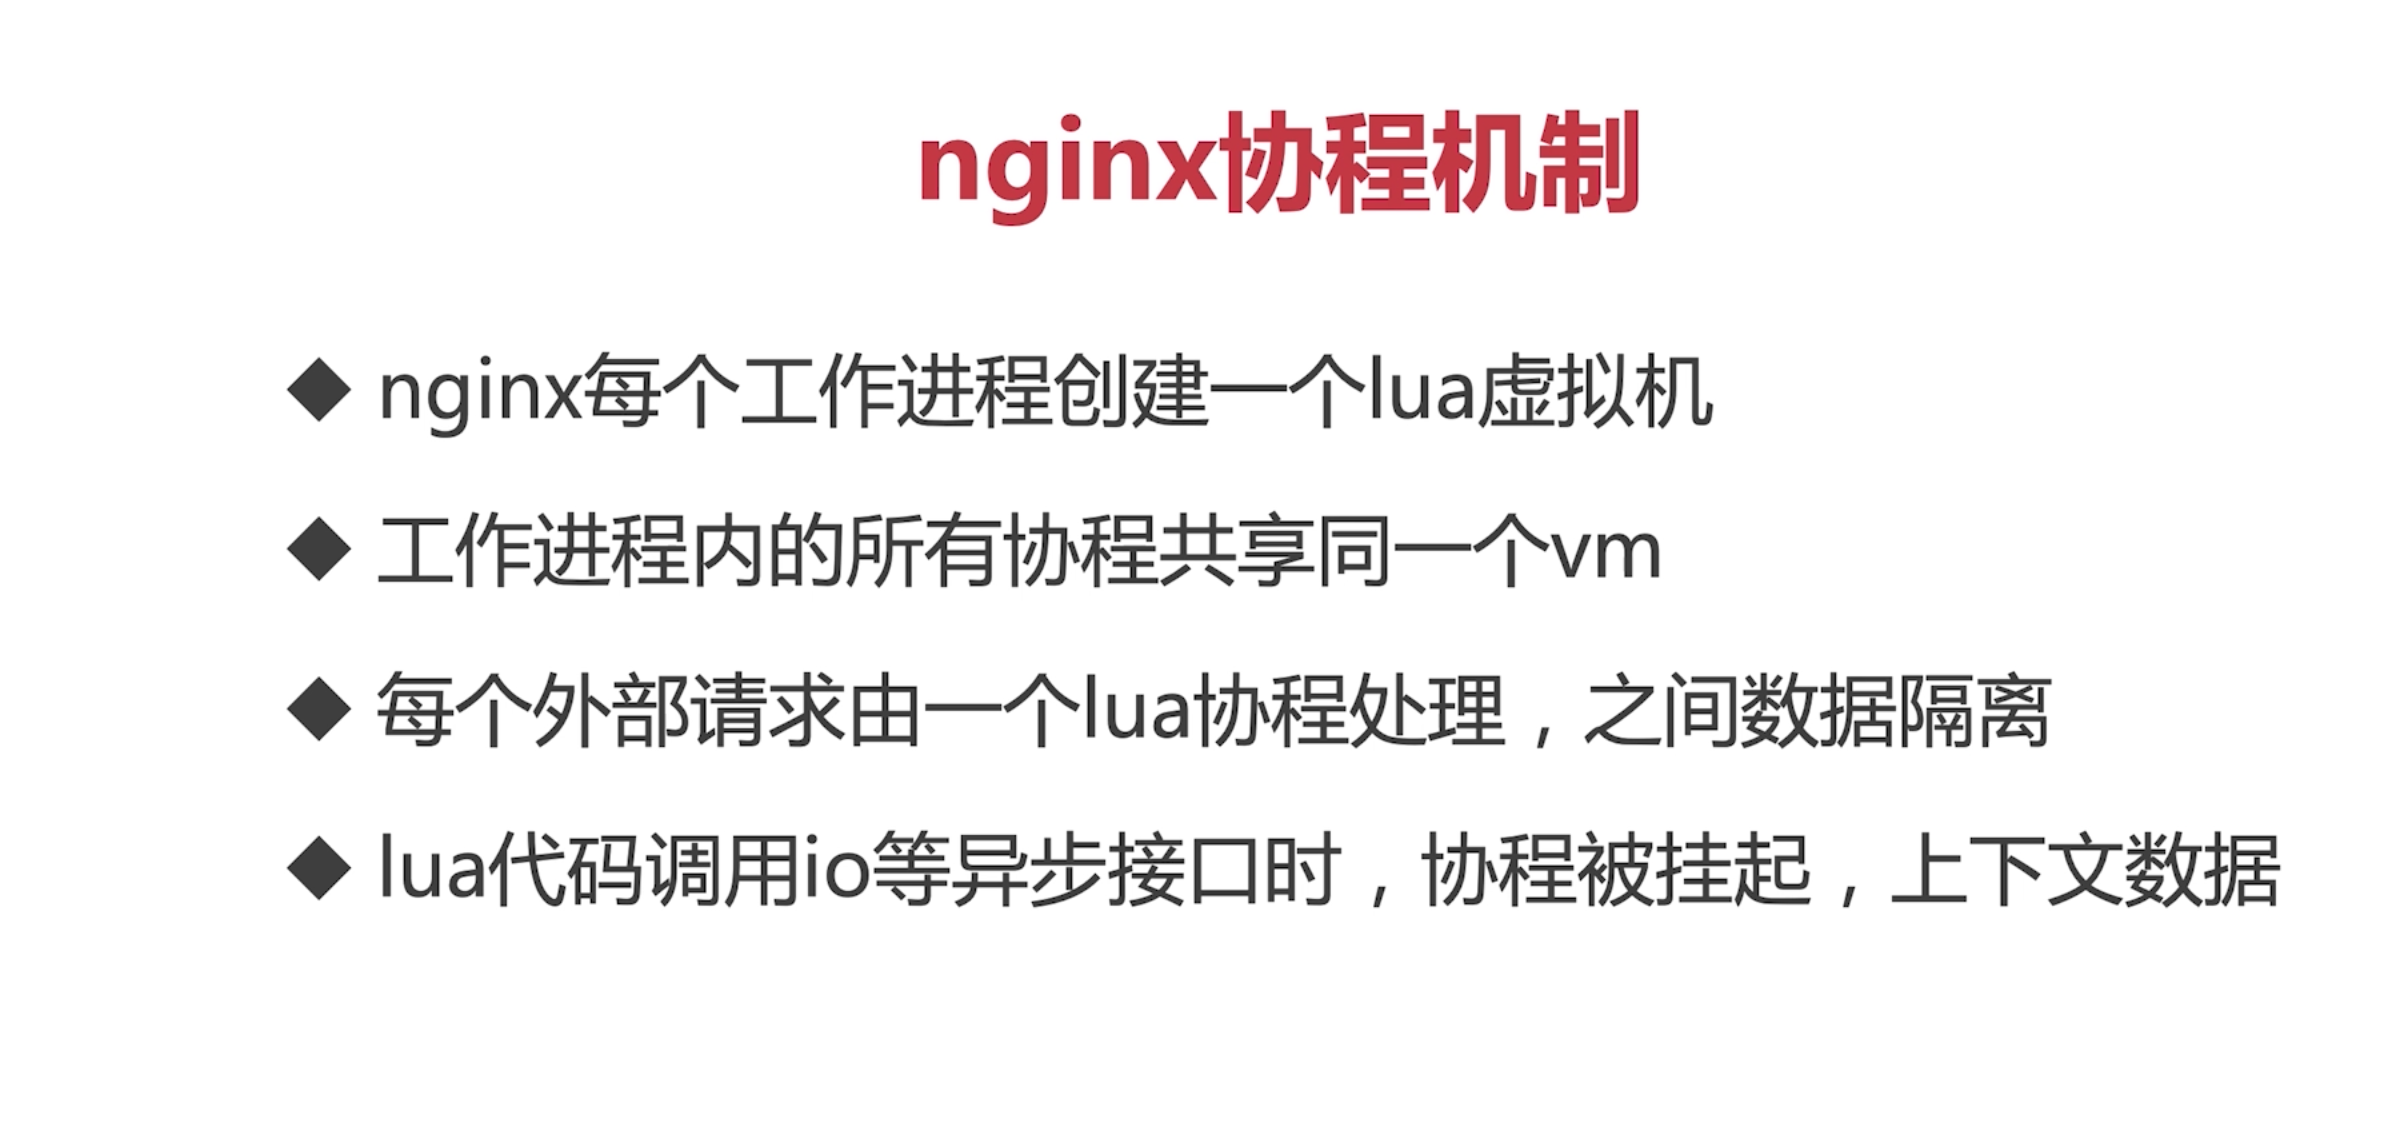 nginx协程机制
◆ nginx每个工作进程创建一个lua虚拟机
◆ 工作进程内的所有协程共享同一个vm
◆ 每个外部请求由一个lua协程处理，之间数据隔离
◆ lua代码调用io等异步接口时，协程被挂起，上下文数据